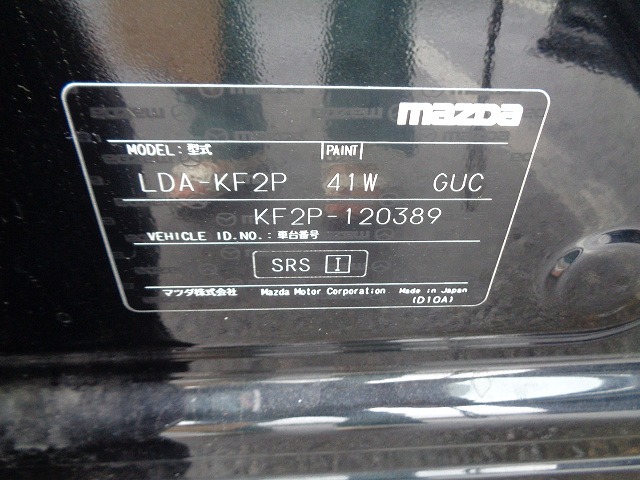 mazda
MODEL:型式 PAINT
LDA-KF2P 41W GUC
KF2P-120389
VEHICLE ID.NO.:車台番号
SRS I
マツダ株式会社 Mazda Motor Corporation Made in Japan
(D10A)